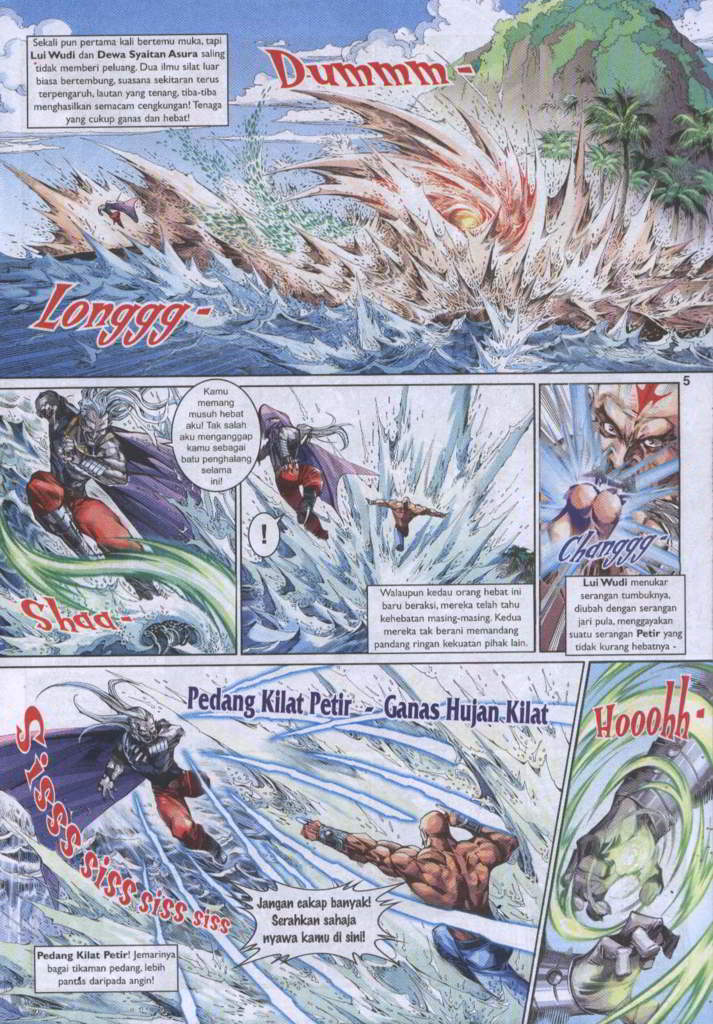 Sekali pun pertama kali bertemu muka, tapi
Lui Wudi dan Dewa Syaitan Asura saling
tidak memberi peluang. Dua ilmu silat luar
biasa bertembung, suasana sekitaran terus
terpengaruh, lautan yang tenang, tiba-tiba
menghasilkan semacam cengkungan! Tenaga
yang cukup ganas dan hebat!
Dummm -
Longgg -
5
Kamu
memang
musuh hebat
aku! Tak salah
aku menganggap
kamu sebagai
batu penghalang
selama
ini!
Shaa -
!
Walaupun kedau orang hebat ini
baru beraksi, mereka telah tahu
kehebatan masing-masing. Kedua
mereka tak berani memandang
pandang ringan kekuatan pihak lain.
Changgg -
Lui Wudi menukar
serangan tumbuknya,
diubah dengan serangan
jari pula, menggayakan
suatu serangan Petir yang
tidak kurang hebatnya -
Pedang Kilat Petir - Ganas Hujan Kilat
Sisss siss siss siss
Jangan cakap banyak!
Serahkan sahaja
nyawa kamu di sini!
Pedang Kilat Petir! Jemarinya
bagai tikaman pedang, lebih
pantas daripada angin!
Hooohh -